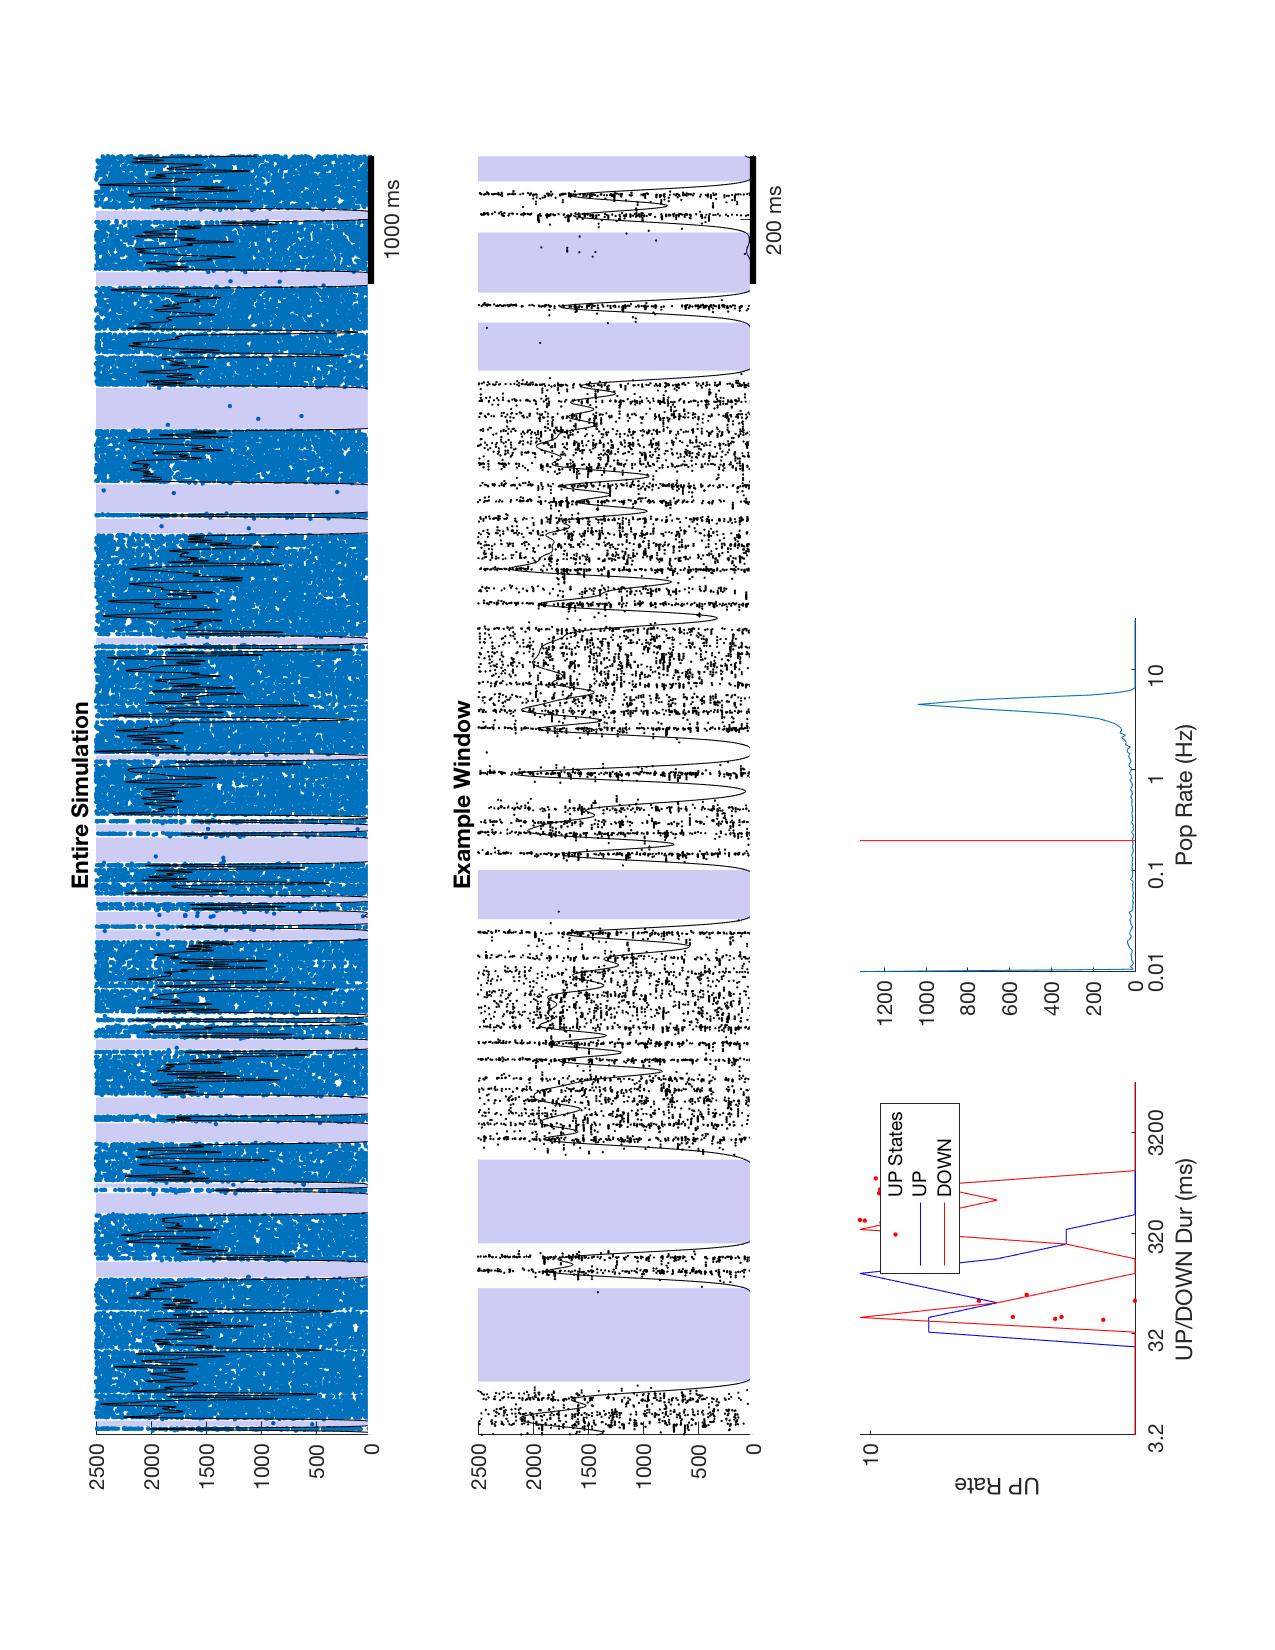 Entire Simulation
2500
2000
1500
1000
500
0
1000 ms
Example Window
2500
2000
1500
1000
500
0
200 ms
10
UP Rate
UP States
UP
DOWN
3.2
32
320
3200
UP/DOWN Dur (ms)
1200
1000
800
600
400
200
0
0.01
0.1
1
10
Pop Rate (Hz)